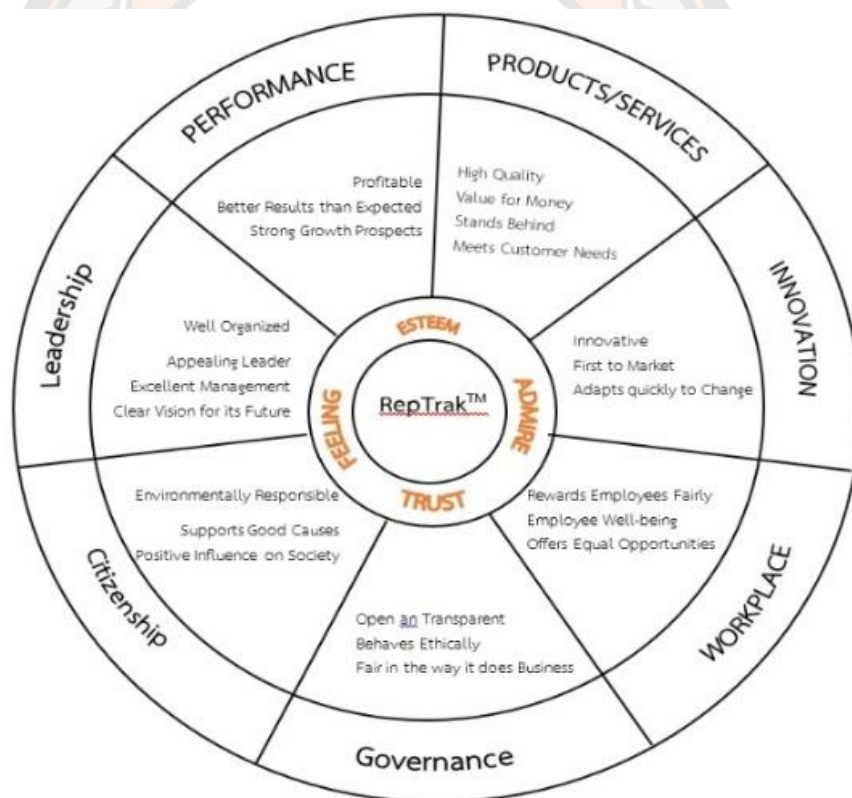 PERFORMANCE
PRODUCTS/SERVICES
INNOVATION
WORKPLACE
Governance
Citizenship
Leadership
Profitable
Better Results than Expected
Strong Growth Prospects
High Quality
Value for Money
Stands Behind
Meets Customer Needs
Innovative
First to Market
Adapts quickly to Change
Rewards Employees Fairly
Employee Well-being
Offers Equal Opportunities
Open an Transparent
Behaves Ethically
Fair in the way it does Business
Environmentally Responsible
Supports Good Causes
Positive Influence on Society
Well Organized
Appealing Leader
Excellent Management
Clear Vision for its Future
ESTEEM
ADMIRE
TRUST
FEELING
RepTrak™